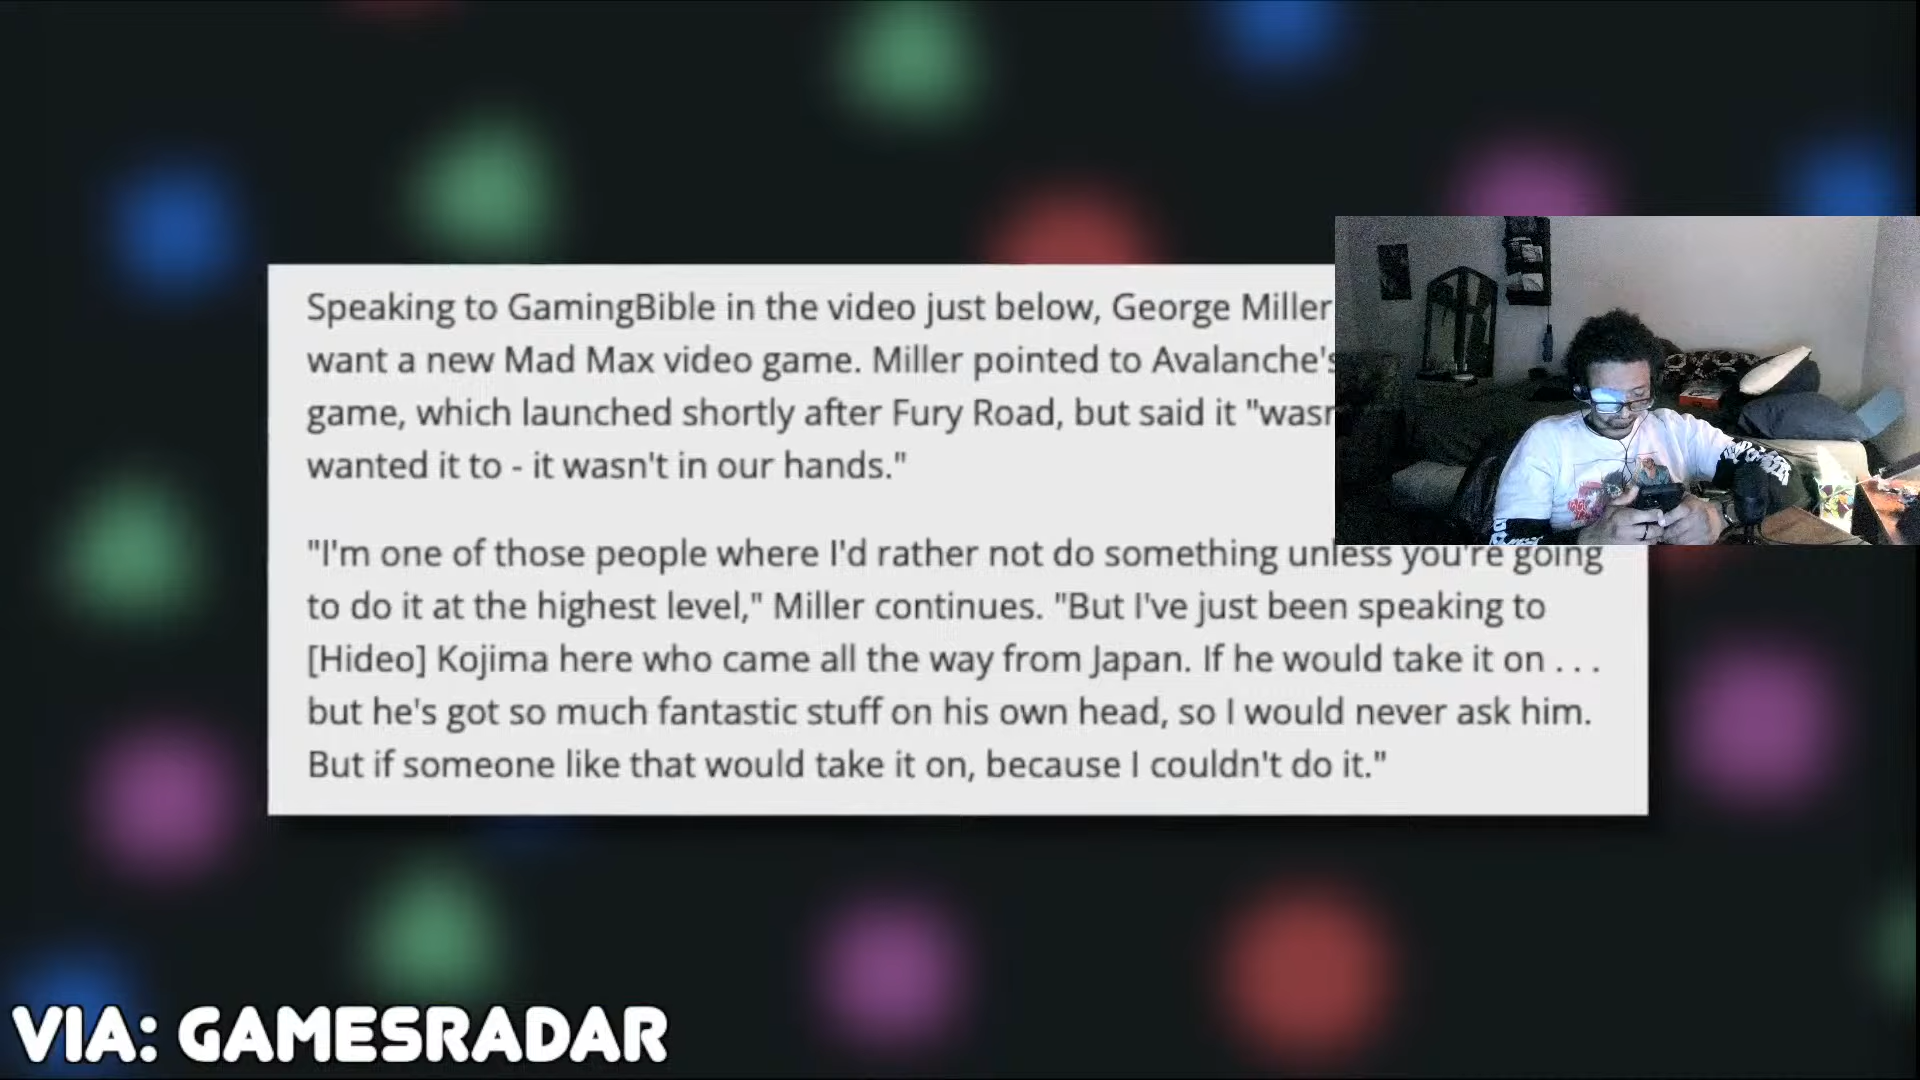 Speaking to GamingBible in the video just below, George Miller
want a new Mad Max video game. Miller pointed to Avalanche's
game, which launched shortly after Fury Road, but said it "wasn
wanted it to - it wasn't in our hands."
"I'm one of those people where I'd rather not do something unless you're going
to do it at the highest level," Miller continues. "But I've just been speaking to
[Hideo] Kojima here who came all the way from Japan. If he would take it on . . .
but he's got so much fantastic stuff on his own head, so I would never ask him.
But if someone like that would take it on, because I couldn't do it."
VIA: GAMESRADAR